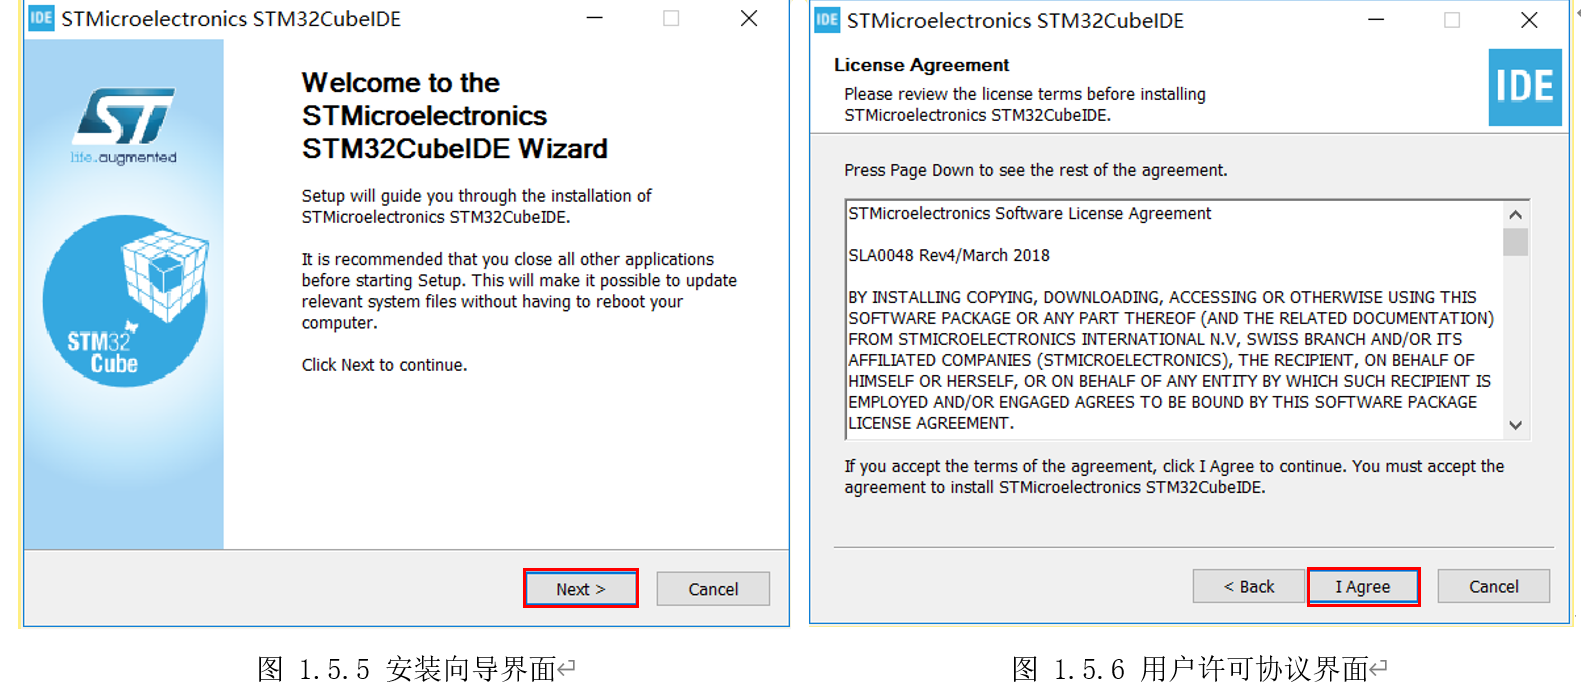 IDE STMicroelectronics STM32CubeIDE
ST
life.augmented
STM32
Cube
Welcome to the
STMicroelectronics
STM32CubeIDE Wizard
Setup will guide you through the installation of
STMicroelectronics STM32CubeIDE.
It is recommended that you close all other applications
before starting Setup. This will make it possible to update
relevant system files without having to reboot your
computer.
Click Next to continue.
Next >
Cancel
图 1.5.5 安装向导界面
IDE STMicroelectronics STM32CubeIDE
License Agreement
Please review the license terms before installing
STMicroelectronics STM32CubeIDE.
IDE
Press Page Down to see the rest of the agreement.
STMicroelectronics Software License Agreement
SLA0048 Rev4/March 2018
BY INSTALLING COPYING, DOWNLOADING, ACCESSING OR OTHERWISE USING THIS
SOFTWARE PACKAGE OR ANY PART THEREOF (AND THE RELATED DOCUMENTATION)
FROM STMICROELECTRONICS INTERNATIONAL N.V, SWISS BRANCH AND/OR ITS
AFFILIATED COMPANIES (STMICROELECTRONICS), THE RECIPIENT, ON BEHALF OF
HIMSELF OR HERSELF, OR ON BEHALF OF ANY ENTITY BY WHICH SUCH RECIPIENT IS
EMPLOYED AND/OR ENGAGED AGREES TO BE BOUND BY THIS SOFTWARE PACKAGE
LICENSE AGREEMENT.
If you accept the terms of the agreement, click I Agree to continue. You must accept the
agreement to install STMicroelectronics STM32CubeIDE.
< Back
I Agree
Cancel
图 1.5.6 用户许可协议界面